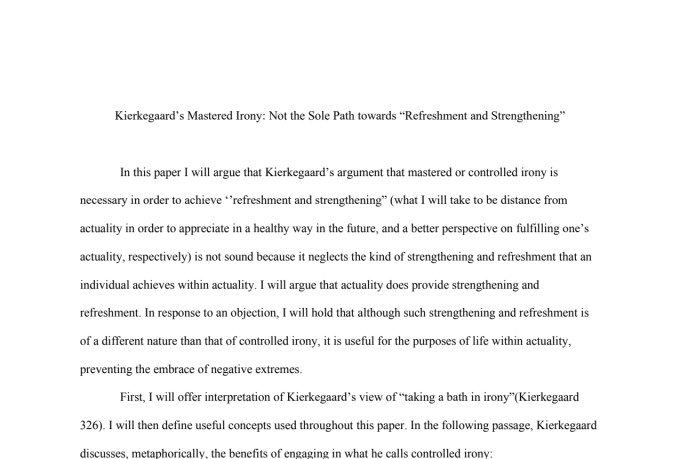 Kierkegaard’s Mastered Irony: Not the Sole Path towards “Refreshment and Strengthening”
In this paper I will argue that Kierkegaard’s argument that mastered or controlled irony is
necessary in order to achieve ‘’refreshment and strengthening” (what I will take to be distance from
actuality in order to appreciate in a healthy way in the future, and a better perspective on fulfilling one’s
actuality, respectively) is not sound because it neglects the kind of strengthening and refreshment that an
individual achieves within actuality. I will argue that actuality does provide strengthening and
refreshment. In response to an objection, I will hold that although such strengthening and refreshment is
of a different nature than that of controlled irony, it is useful for the purposes of life within actuality,
preventing the embrace of negative extremes.
First, I will offer interpretation of Kierkegaard’s view of “taking a bath in irony”(Kierkegaard
326). I will then define useful concepts used throughout this paper. In the following passage, Kierkegaard
discusses, metaphorically, the benefits of engaging in what he calls controlled irony: